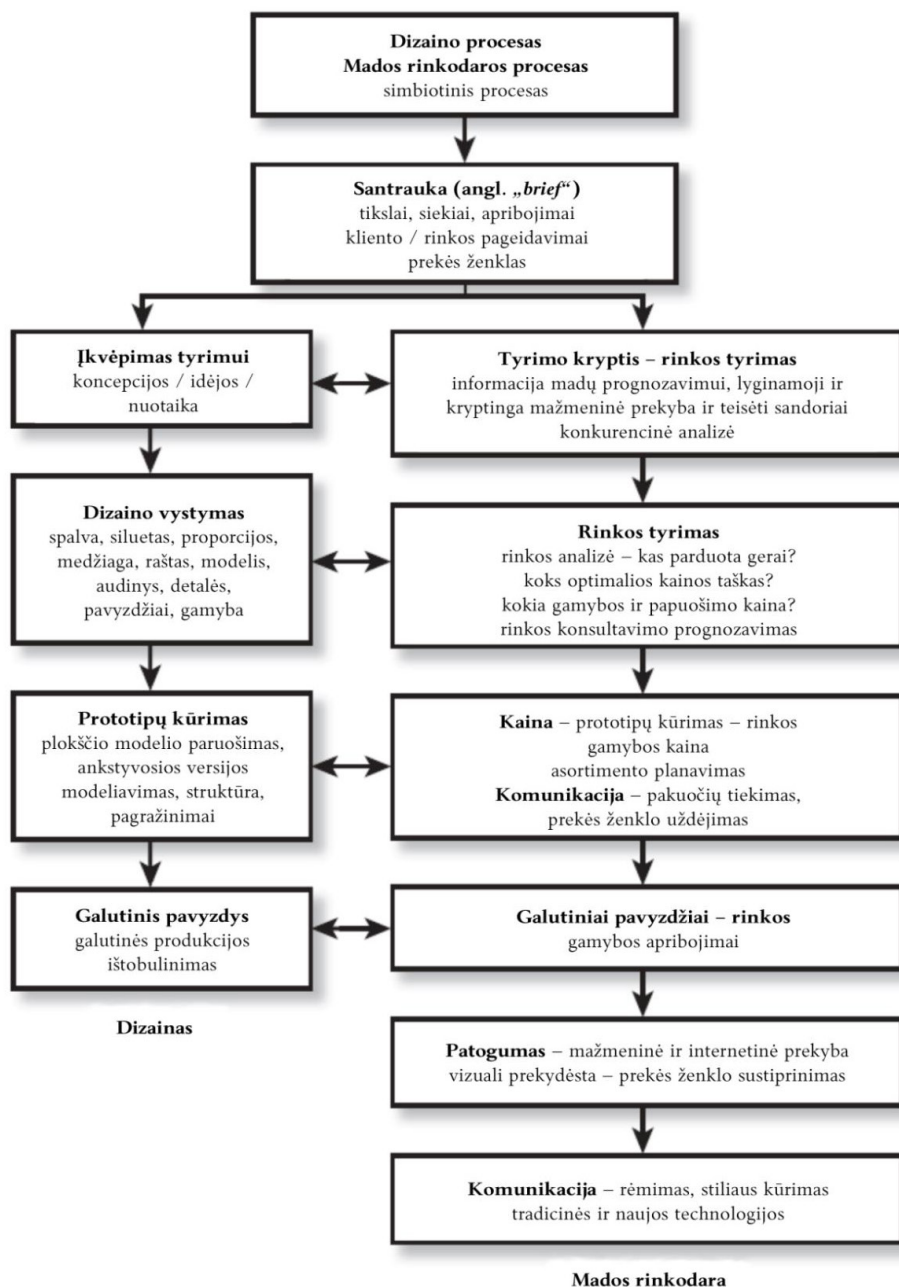 Dizaino procesas
Mados rinkodaros procesas
simbiotinis procesas
Santrauka (angl. „brief“)
tikslai, siekiai, apribojimai
kliento / rinkos pageidavimai
prekės ženklas
Įkvėpimas tyrimui
koncepcijos / idėjos /
nuotaika
Tyrimo kryptis – rinkos tyrimas
informacija madų prognozavimui, lyginamoji ir
kryptinga mažmeninė prekyba ir teisėti sandoriai
konkurencinė analizė
Dizaino vystymas
spalva, siluetas, proporcijos,
medžiaga, raštas, modelis,
audinys, detalės,
pavyzdžiai, gamyba
Rinkos tyrimas
rinkos analizė – kas parduota gerai?
koks optimalios kainos taškas?
kokia gamybos ir papuošimo kaina?
rinkos konsultavimo prognozavimas
Prototipų kūrimas
plokščio modelio paruošimas,
ankstyvosios versijos
modeliavimas, struktūra,
pagražinimai
Kaina – prototipų kūrimas – rinkos
gamybos kaina
asortimento planavimas
Komunikacija – pakuočių tiekimas,
prekės ženklo uždėjimas
Galutinis pavyzdys
galutinės produkcijos
ištobulinimas
Galutiniai pavyzdžiai – rinkos
gamybos apribojimai
Dizainas
Patogumas – mažmeninė ir internetinė prekyba
vizuali prekydėsta – prekės ženklo sustiprinimas
Komunikacija – rėmimas, stiliaus kūrimas
tradicinės ir naujos technologijos
Mados rinkodara